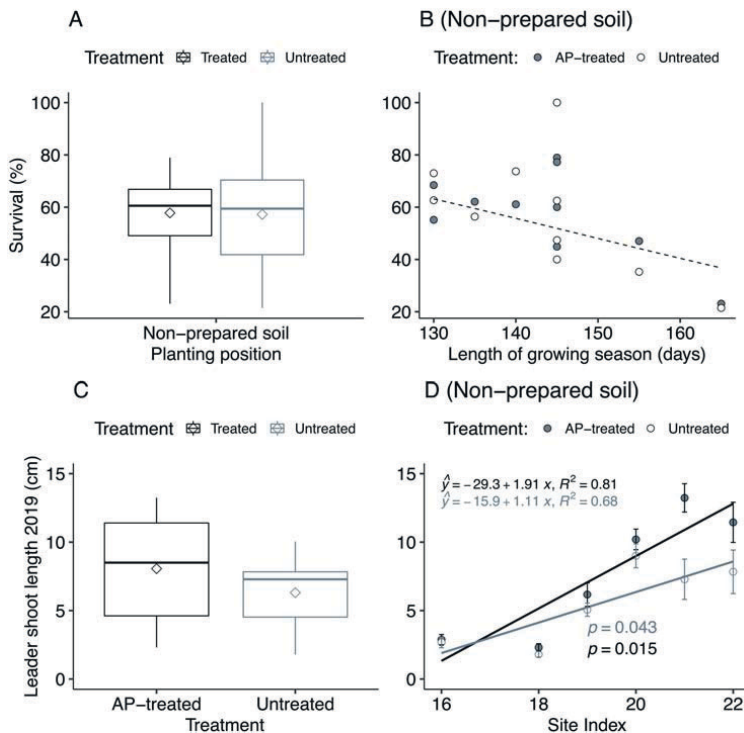 A
Treatment Treated Untreated
Survival (%)
100
80
60
40
20
Non-prepared soil
Planting position
B (Non-prepared soil)
Treatment: AP-treated Untreated
100
80
60
40
20
130 140 150 160
Length of growing season (days)
C
Treatment Treated Untreated
Leader shoot length 2019 (cm)
15
10
5
0
AP-treated Untreated
Treatment
D (Non-prepared soil)
Treatment: AP-treated Untreated
15
10
5
0
ŷ = −29.3 + 1.91 x, R² = 0.81
ŷ = −15.9 + 1.11 x, R² = 0.68
p = 0.043
p = 0.015
16 18 20 22
Site Index